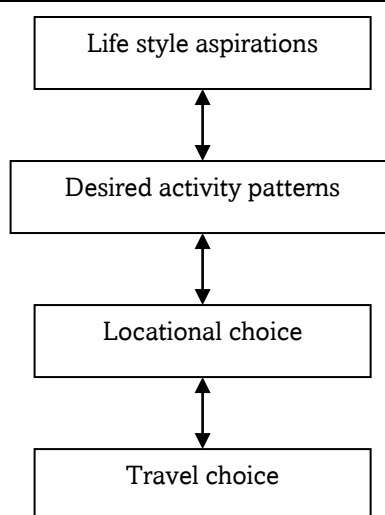 Life style aspirations
Desired activity patterns
Locational choice
Travel choice